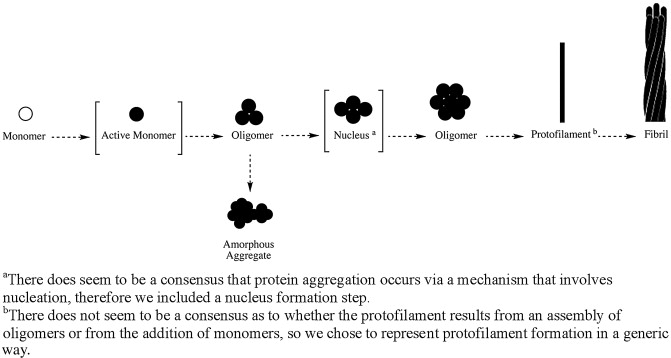 Monomer Active Monomer Oligomer Nucleus a Oligomer Protofilament b Fibril
Amorphous
Aggregate
aThere does seem to be a consensus that protein aggregation occurs via a mechanism that involves
nucleation, therefore we included a nucleus formation step.
bThere does not seem to be a consensus as to whether the protofilament results from an assembly of
oligomers or from the addition of monomers, so we chose to represent protofilament formation in a generic
way.